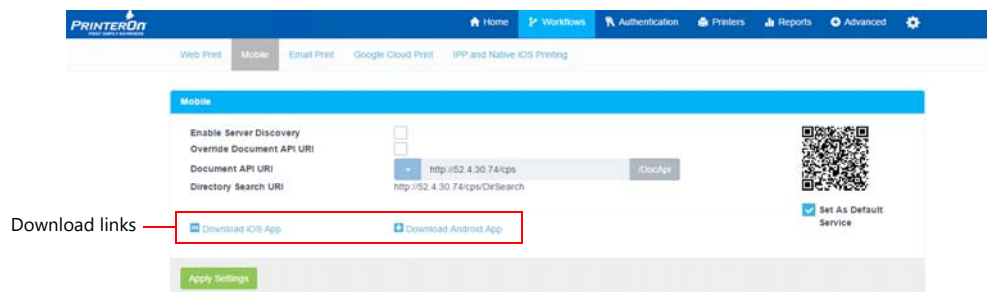 PRINTERON
PRINT SIMPLY ANYWHERE
Home Workflows Authentication Printers Reports Advanced
Web Print Mobile Email Print Google Cloud Print IPP and Native iOS Printing
Mobile
Enable Server Discovery
Override Document API URI
Document API URI http://52.4.30.74/cps /DocApi
Directory Search URI http://52.4.30.74/cps/DirSearch
Set As Default
Service
Download links
Download iOS App Download Android App
Apply Settings